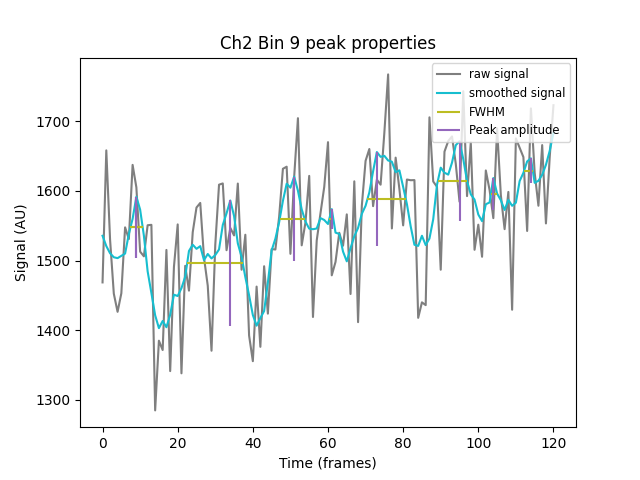 Ch2 Bin 9 peak properties
raw signal
smoothed signal
FWHM
Peak amplitude
Signal (AU)
1700
1600
1500
1400
1300
0 20 40 60 80 100 120
Time (frames)